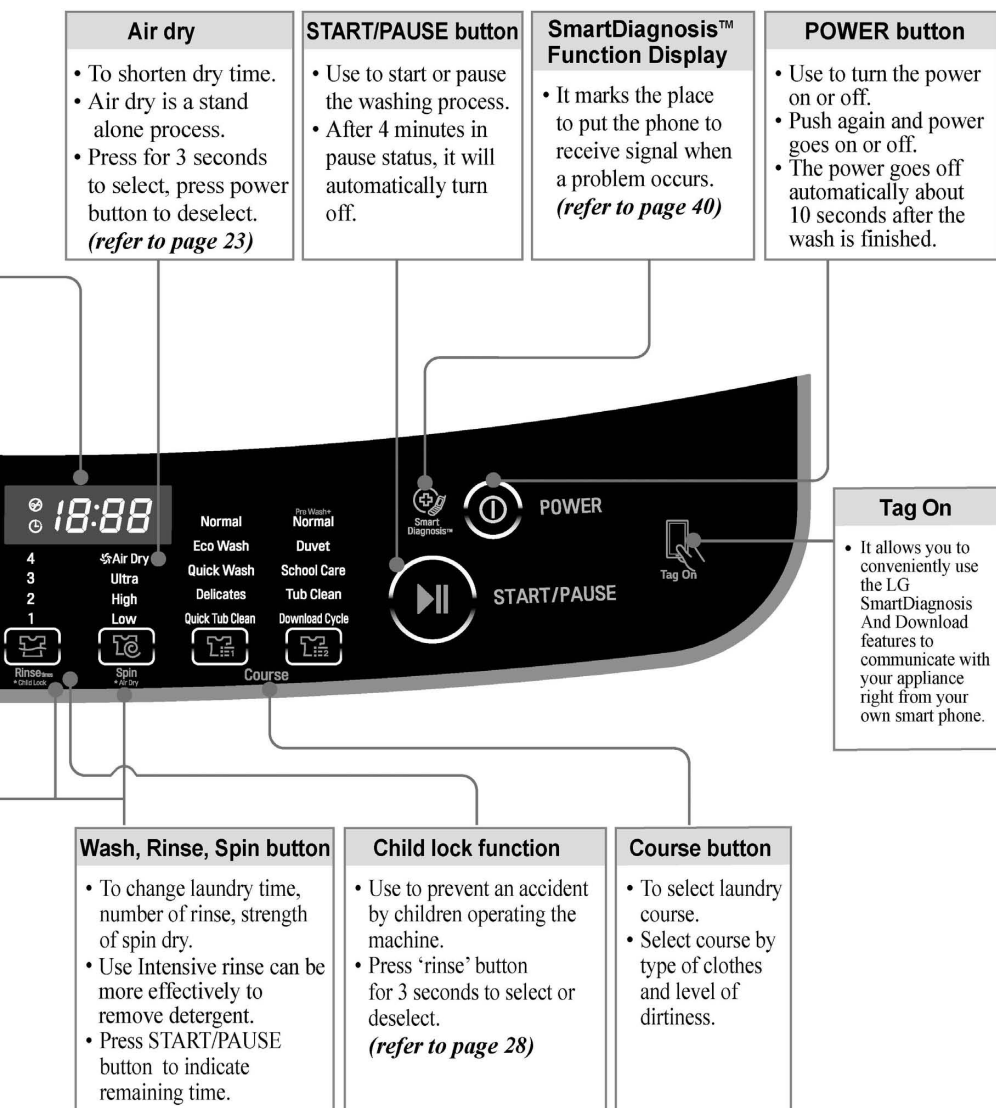 Air dry
• To shorten dry time.
• Air dry is a stand
alone process.
• Press for 3 seconds
to select, press power
button to deselect.
(refer to page 23)
START/PAUSE button
• Use to start or pause
the washing process.
• After 4 minutes in
pause status, it will
automatically turn
off.
SmartDiagnosis™
Function Display
• It marks the place
to put the phone to
receive signal when
a problem occurs.
(refer to page 40)
POWER button
• Use to turn the power
on or off.
• Push again and power
goes on or off.
• The power goes off
automatically about
10 seconds after the
wash is finished.
18:88
4
3
2
1
Rinse times
* Child Lock
Air Dry
Ultra
High
Low
Spin
* Air Dry
Normal
Eco Wash
Quick Wash
Delicates
Quick Tub Clean
1
Pre Wash+
Normal
Duvet
School Care
Tub Clean
Download Cycle
2
Course
Smart
Diagnosis™
POWER
START/PAUSE
Tag On
Tag On
• It allows you to
conveniently use
the LG
SmartDiagnosis
And Download
features to
communicate with
your appliance
right from your
own smart phone.
Wash, Rinse, Spin button
• To change laundry time,
number of rinse, strength
of spin dry.
• Use Intensive rinse can be
more effectively to
remove detergent.
• Press START/PAUSE
button to indicate
remaining time.
Child lock function
• Use to prevent an accident
by children operating the
machine.
• Press ‘rinse’ button
for 3 seconds to select or
deselect.
(refer to page 28)
Course button
• To select laundry
course.
• Select course by
type of clothes
and level of
dirtiness.